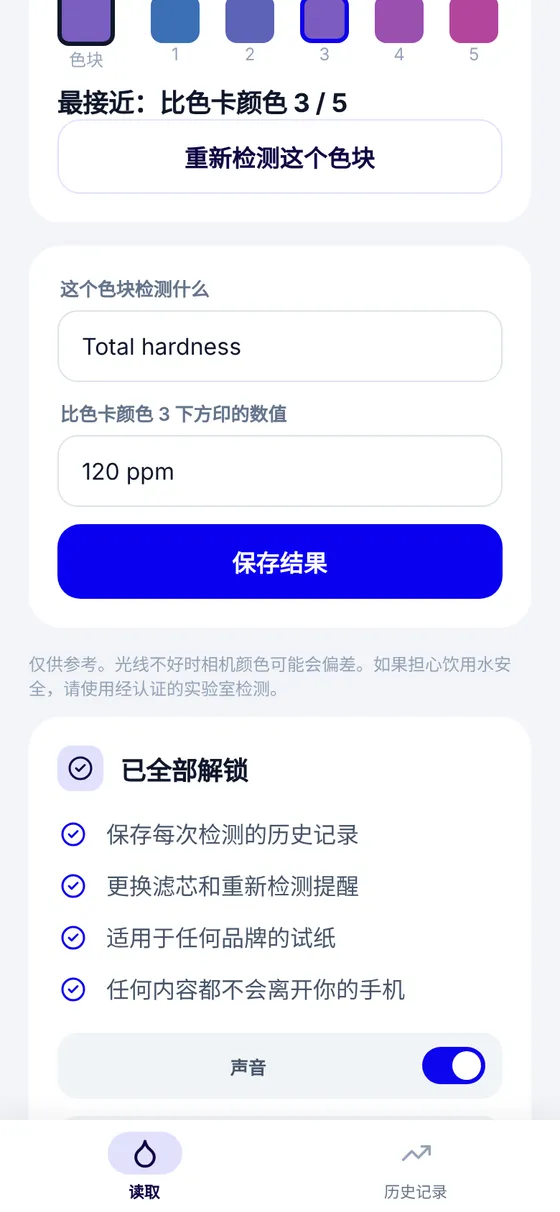 色块
1
2
3
4
5
最接近：比色卡颜色 3 / 5
重新检测这个色块
这个色块检测什么
Total hardness
比色卡颜色 3 下方印的数值
120 ppm
保存结果
仅供参考。光线不好时相机颜色可能会偏差。如果担心饮用水安
全，请使用经认证的实验室检测。
已全部解锁
保存每次检测的历史记录
更换滤芯和重新检测提醒
适用于任何品牌的试纸
任何内容都不会离开你的手机
声音
读取
历史记录